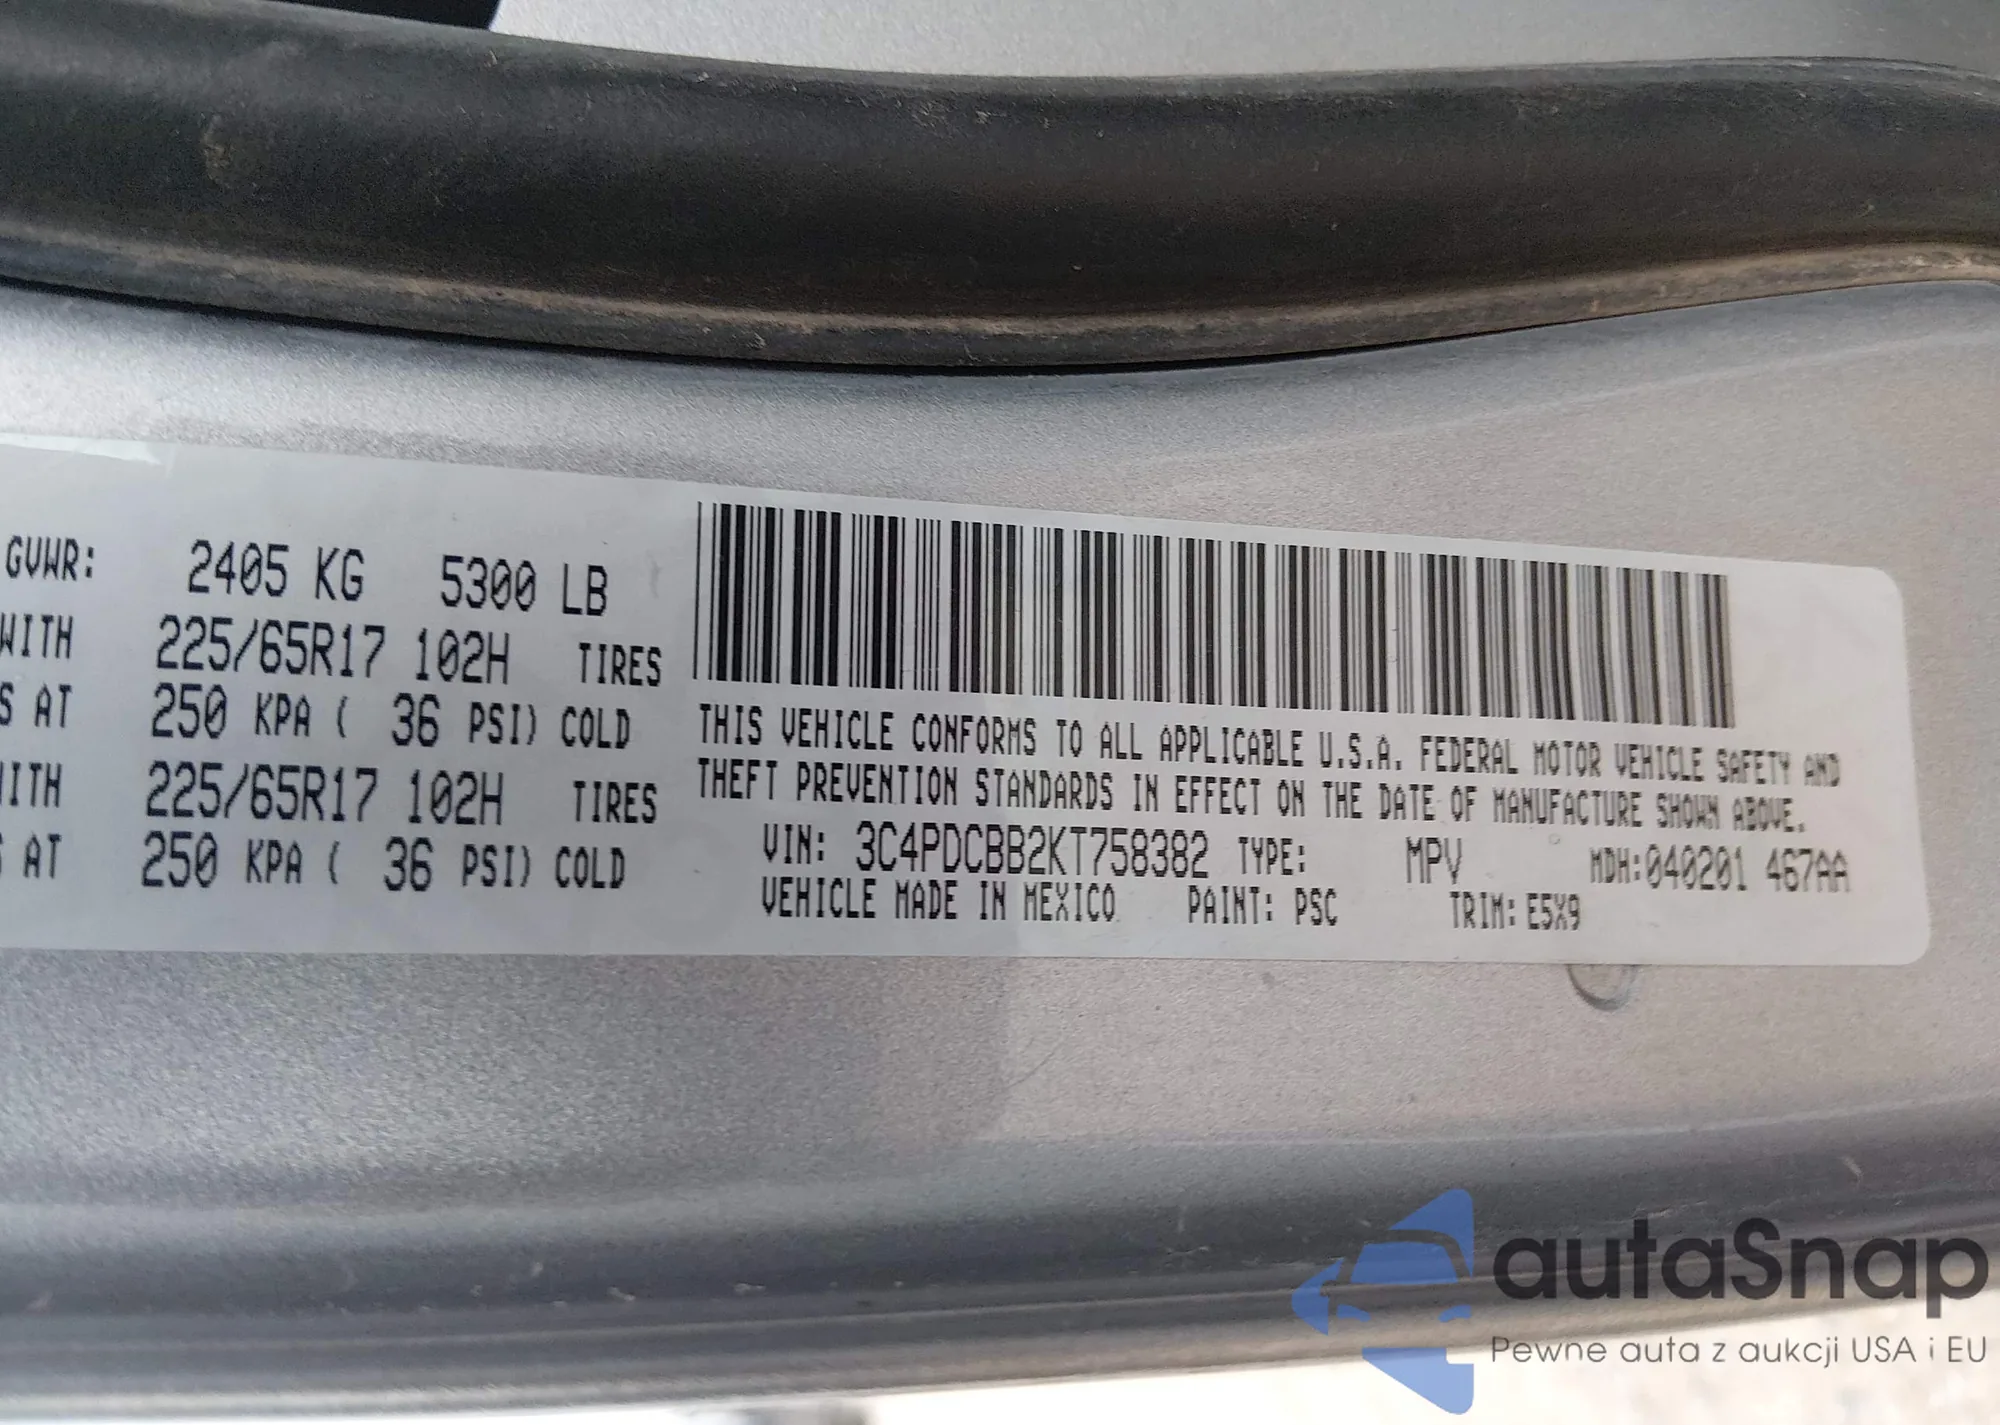 GVWR: 2405 KG 5300 LB
WITH 225/65R17 102H TIRES
S AT 250 KPA ( 36 PSI) COLD
WITH 225/65R17 102H TIRES
S AT 250 KPA ( 36 PSI) COLD
THIS VEHICLE CONFORMS TO ALL APPLICABLE U.S.A. FEDERAL MOTOR VEHICLE SAFETY AND
THEFT PREVENTION STANDARDS IN EFFECT ON THE DATE OF MANUFACTURE SHOWN ABOVE.
VIN: 3C4PDCBB2KT758382 TYPE: MPV MDH:040201 467AA
VEHICLE MADE IN MEXICO PAINT: PSC TRIM: E5X9
autaSnap
Pewne auta z aukcji USA i EU